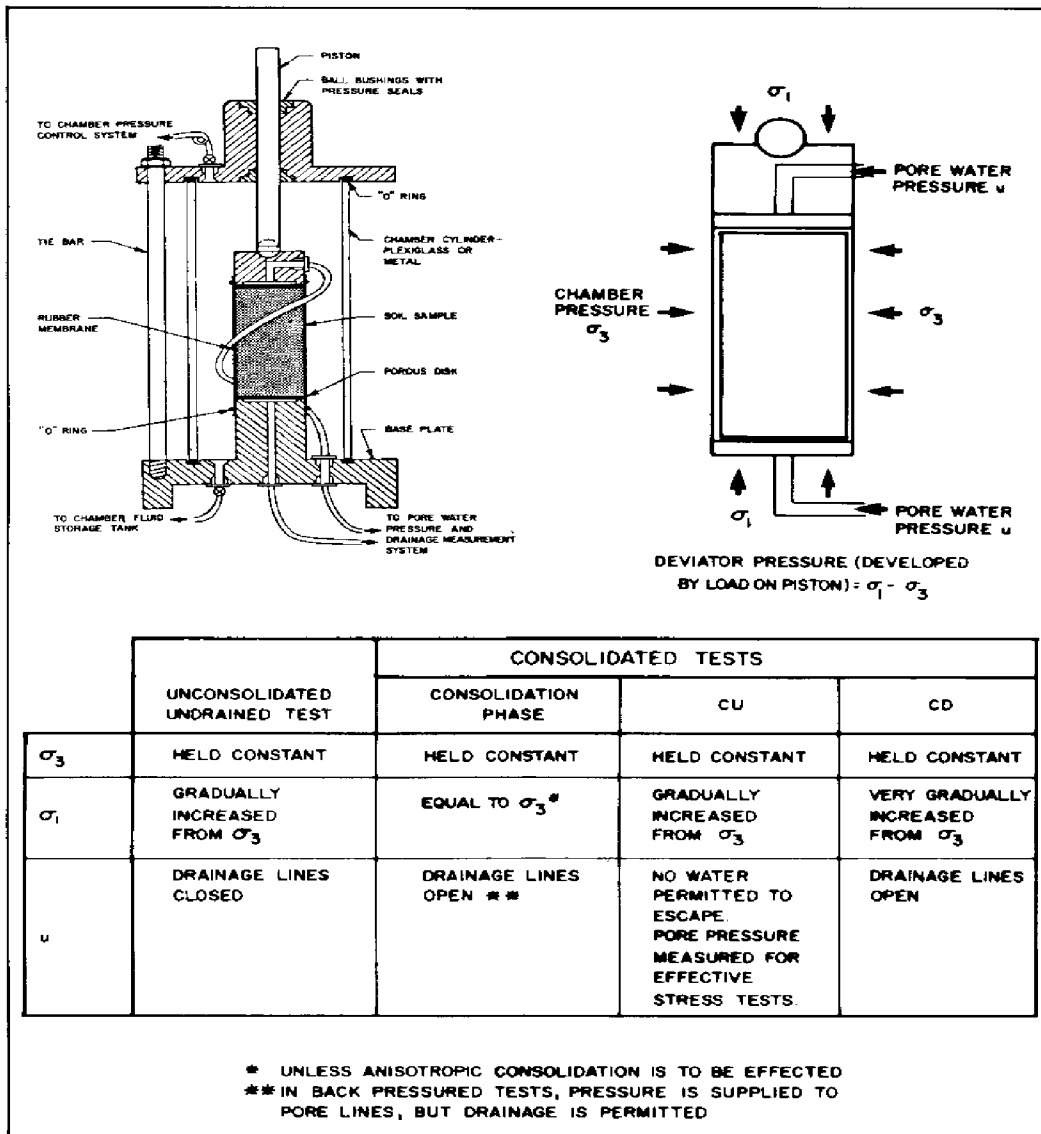 PISTON
BALL BUSHINGS WITH
PRESSURE SEALS
TO CHAMBER PRESSURE
CONTROL SYSTEM
"O" RING
TIE BAR
CHAMBER CYLINDER-
PLEXIGLASS OR
METAL
RUBBER
MEMBRANE
SOIL SAMPLE
POROUS DISK
"O" RING
BASE PLATE
TO CHAMBER FLUID
STORAGE TANK
TO PORE WATER
PRESSURE AND
DRAINAGE MEASUREMENT
SYSTEM
σ₁
PORE WATER
PRESSURE u
CHAMBER
PRESSURE
σ₃
σ₃
σ₁
PORE WATER
PRESSURE u
DEVIATOR PRESSURE (DEVELOPED
BY LOAD ON PISTON) = σ₁ - σ₃
CONSOLIDATED TESTS
UNCONSOLIDATED
UNDRAINED TEST
CONSOLIDATION
PHASE
CU
CD
σ₃
HELD CONSTANT
HELD CONSTANT
HELD CONSTANT
HELD CONSTANT
σ₁
GRADUALLY
INCREASED
FROM σ₃
EQUAL TO σ₃*
GRADUALLY
INCREASED
FROM σ₃
VERY GRADUALLY
INCREASED
FROM σ₃
u
DRAINAGE LINES
CLOSED
DRAINAGE LINES
OPEN **
NO WATER
PERMITTED TO
ESCAPE.
PORE PRESSURE
MEASURED FOR
EFFECTIVE
STRESS TESTS.
DRAINAGE LINES
OPEN
* UNLESS ANISOTROPIC CONSOLIDATION IS TO BE EFFECTED
** IN BACK PRESSURED TESTS, PRESSURE IS SUPPLIED TO
PORE LINES, BUT DRAINAGE IS PERMITTED